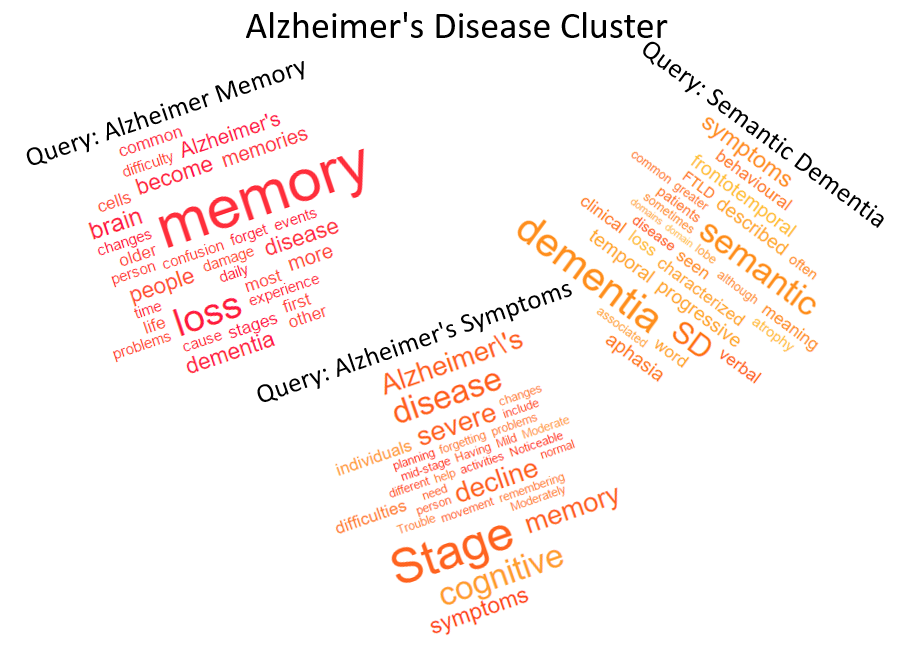 Alzheimer's Disease Cluster
Query: Alzheimer Memory
common
difficulty Alzheimer's
cells become memories
brain memory
changes
older confusion forget events
person damage disease
people daily
time most more
life loss experience
problems cause stages first
dementia other
Query: Semantic Dementia
symptoms
behavioural
common frontotemporal
greater FTLD
patients described
sometimes
domains domain lobe often
clinical disease semantic
loss seen although
dementia temporal characterized meaning
progressive atrophy
associated SD
word verbal
aphasia
Query: Alzheimer's Symptoms
Alzheimer\'s
disease changes
severe include
individuals forgetting problems
planning Having Mild Moderate
mid-stage activities Noticeable
different help normal
need decline
person remembering
difficulties movement Moderately
Trouble
Stage memory
cognitive
symptoms